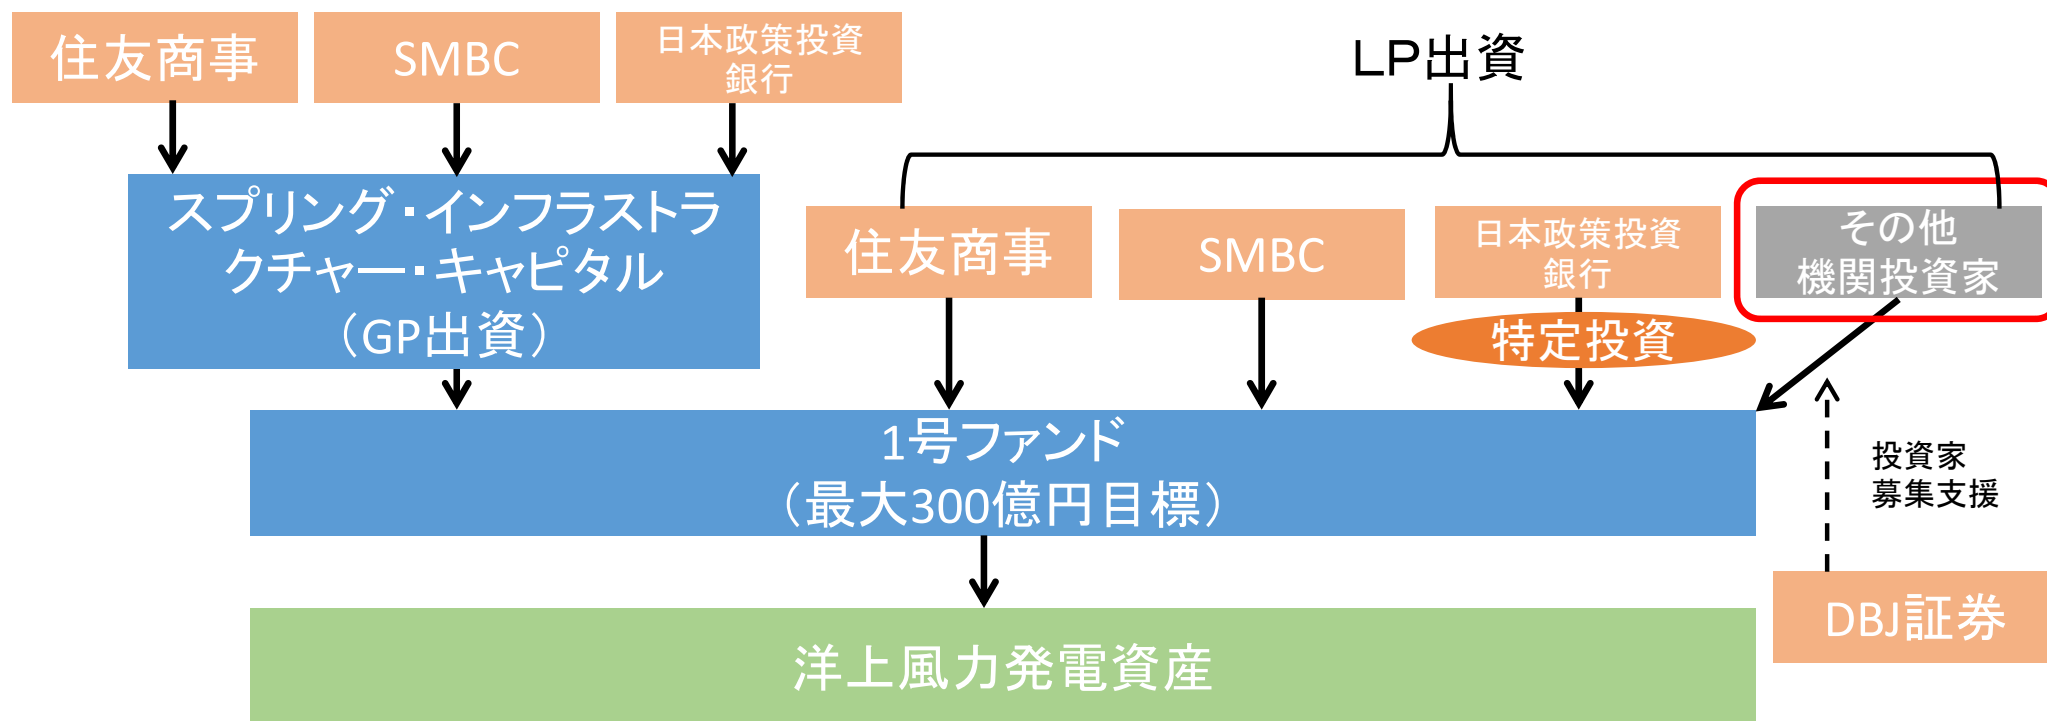 住友商事
SMBC
日本政策投資
銀行
LP出資
スプリング・インフラストラ
クチャー・キャピタル
（GP出資）
住友商事
SMBC
日本政策投資
銀行
その他
機関投資家
特定投資
1号ファンド
（最大300億円目標）
投資家
募集支援
DBJ証券
洋上風力発電資産